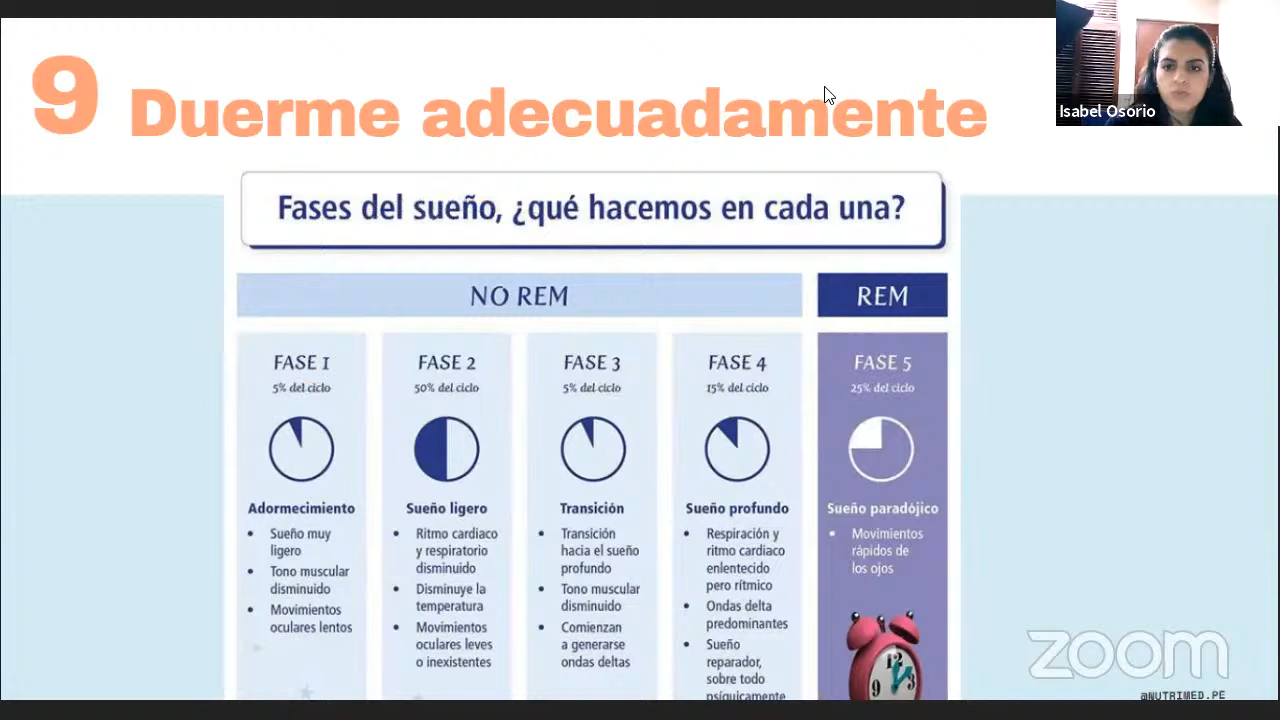 9 Duerme adecuadamente
Isabel Osorio
Fases del sueño, ¿qué hacemos en cada una?
NO REM
REM
FASE 1
5% del ciclo
Adormecimiento
• Sueño muy
ligero
• Tono muscular
disminuido
• Movimientos
oculares lentos
FASE 2
50% del ciclo
Sueño ligero
• Ritmo cardiaco
y respiratorio
disminuido
• Disminuye la
temperatura
• Movimientos
oculares leves
o inexistentes
FASE 3
5% del ciclo
Transición
• Transición
hacia el sueño
profundo
• Tono muscular
disminuido
• Comienzan
a generarse
ondas deltas
FASE 4
15% del ciclo
Sueño profundo
• Respiración y
ritmo cardiaco
enlentecido
pero rítmico
• Ondas delta
predominantes
• Sueño
reparador,
sobre todo
psíquicamente
FASE 5
25% del ciclo
Sueño paradójico
• Movimientos
rápidos de
los ojos
12
9 3
zoom
@NUTRIMED.PE